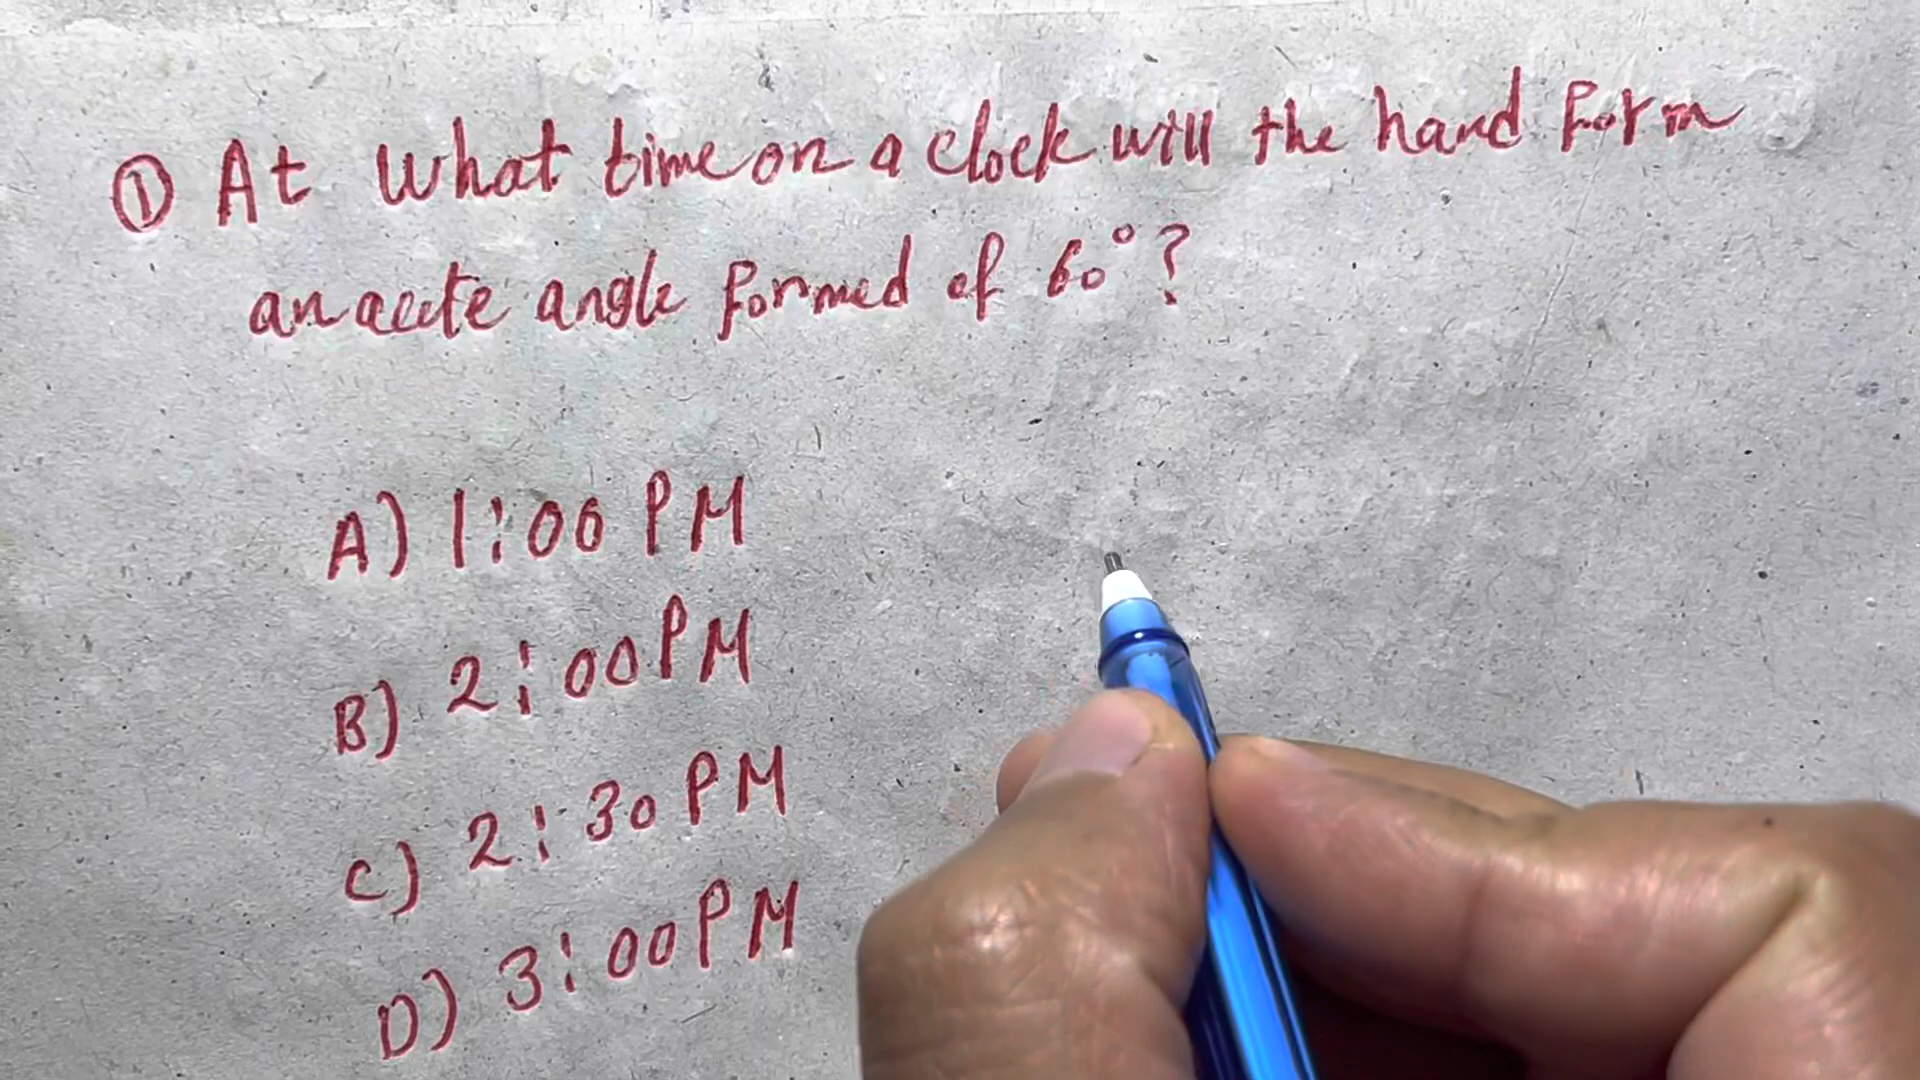 ① At what time on a clock will the hand form
an acute angle formed of 60°?
A) 1:00 PM
B) 2:00 PM
C) 2:30 PM
D) 3:00 PM